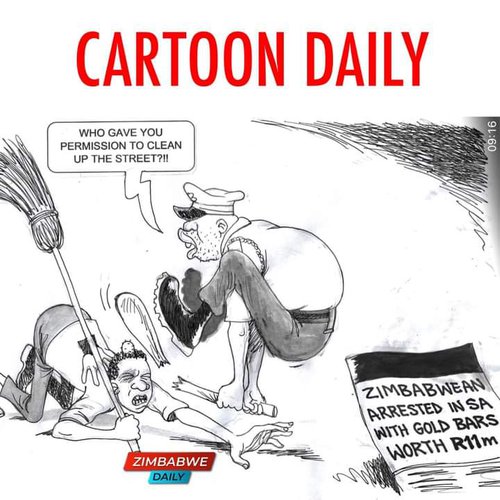 CARTOON DAILY
WHO GAVE YOU
PERMISSION TO CLEAN
UP THE STREET?!!
09:16
ZIMBABWEAN
ARRESTED IN SA
WITH GOLD BARS
WORTH R11m
ZIMBABWE
DAILY